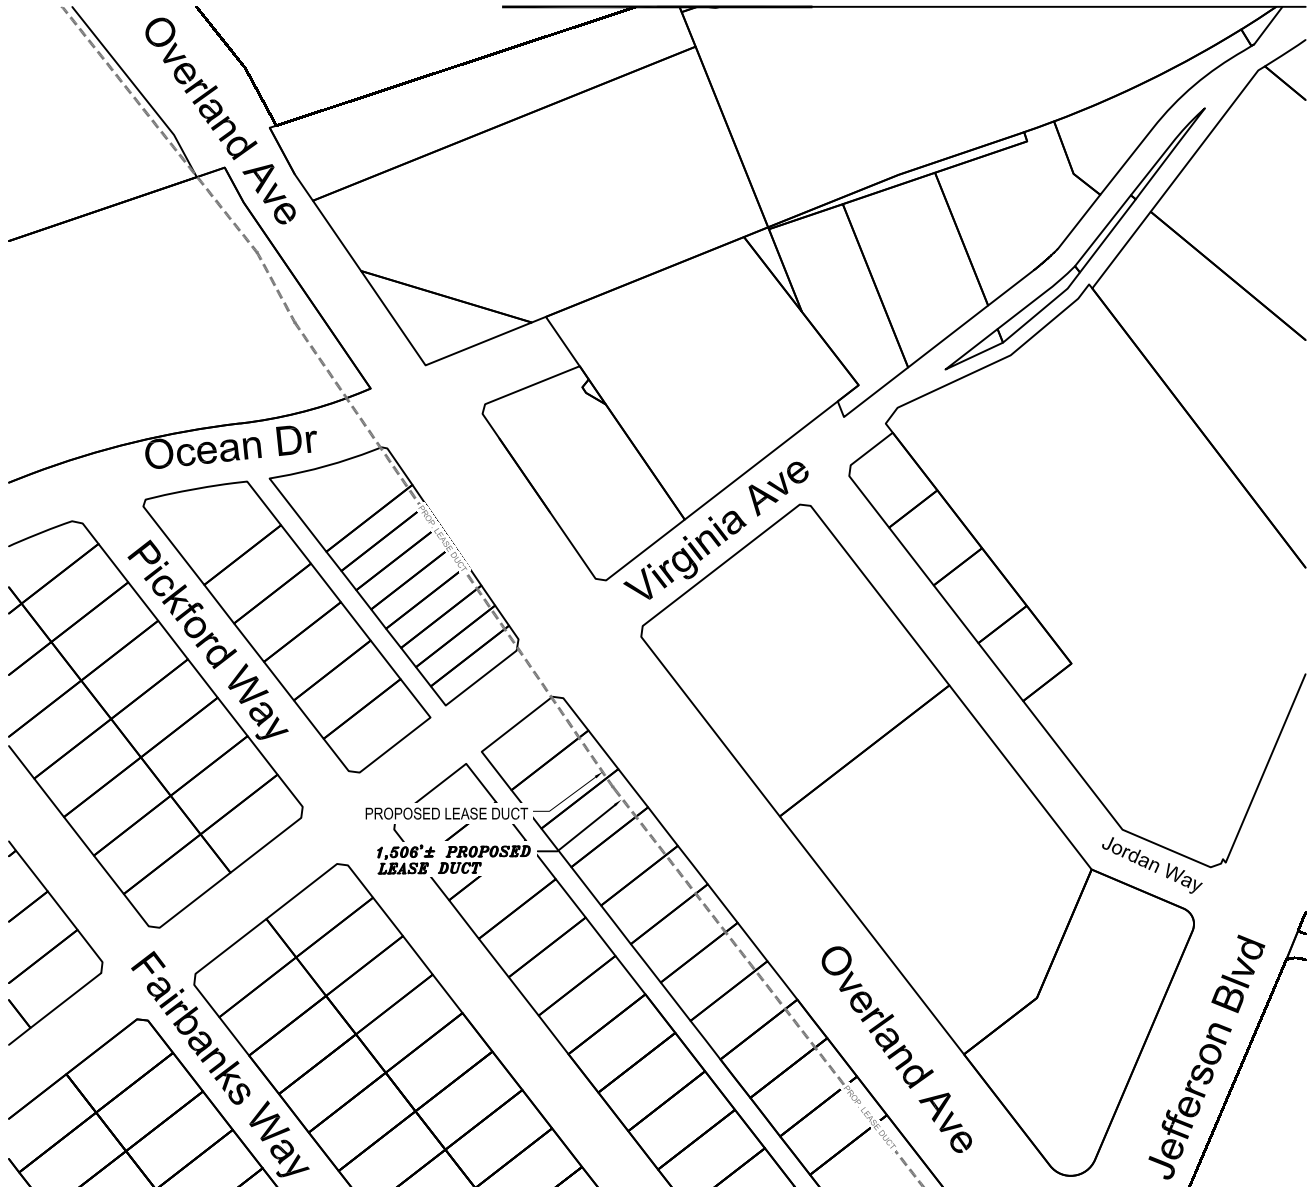 Overland Ave
Ocean Dr
Virginia Ave
PROP. LEASE DUCT
Pickford Way
PROPOSED LEASE DUCT
1,506'± PROPOSED
LEASE DUCT
Jordan Way
Fairbanks Way
Overland Ave
Jefferson Blvd
PROP. LEASE DUCT